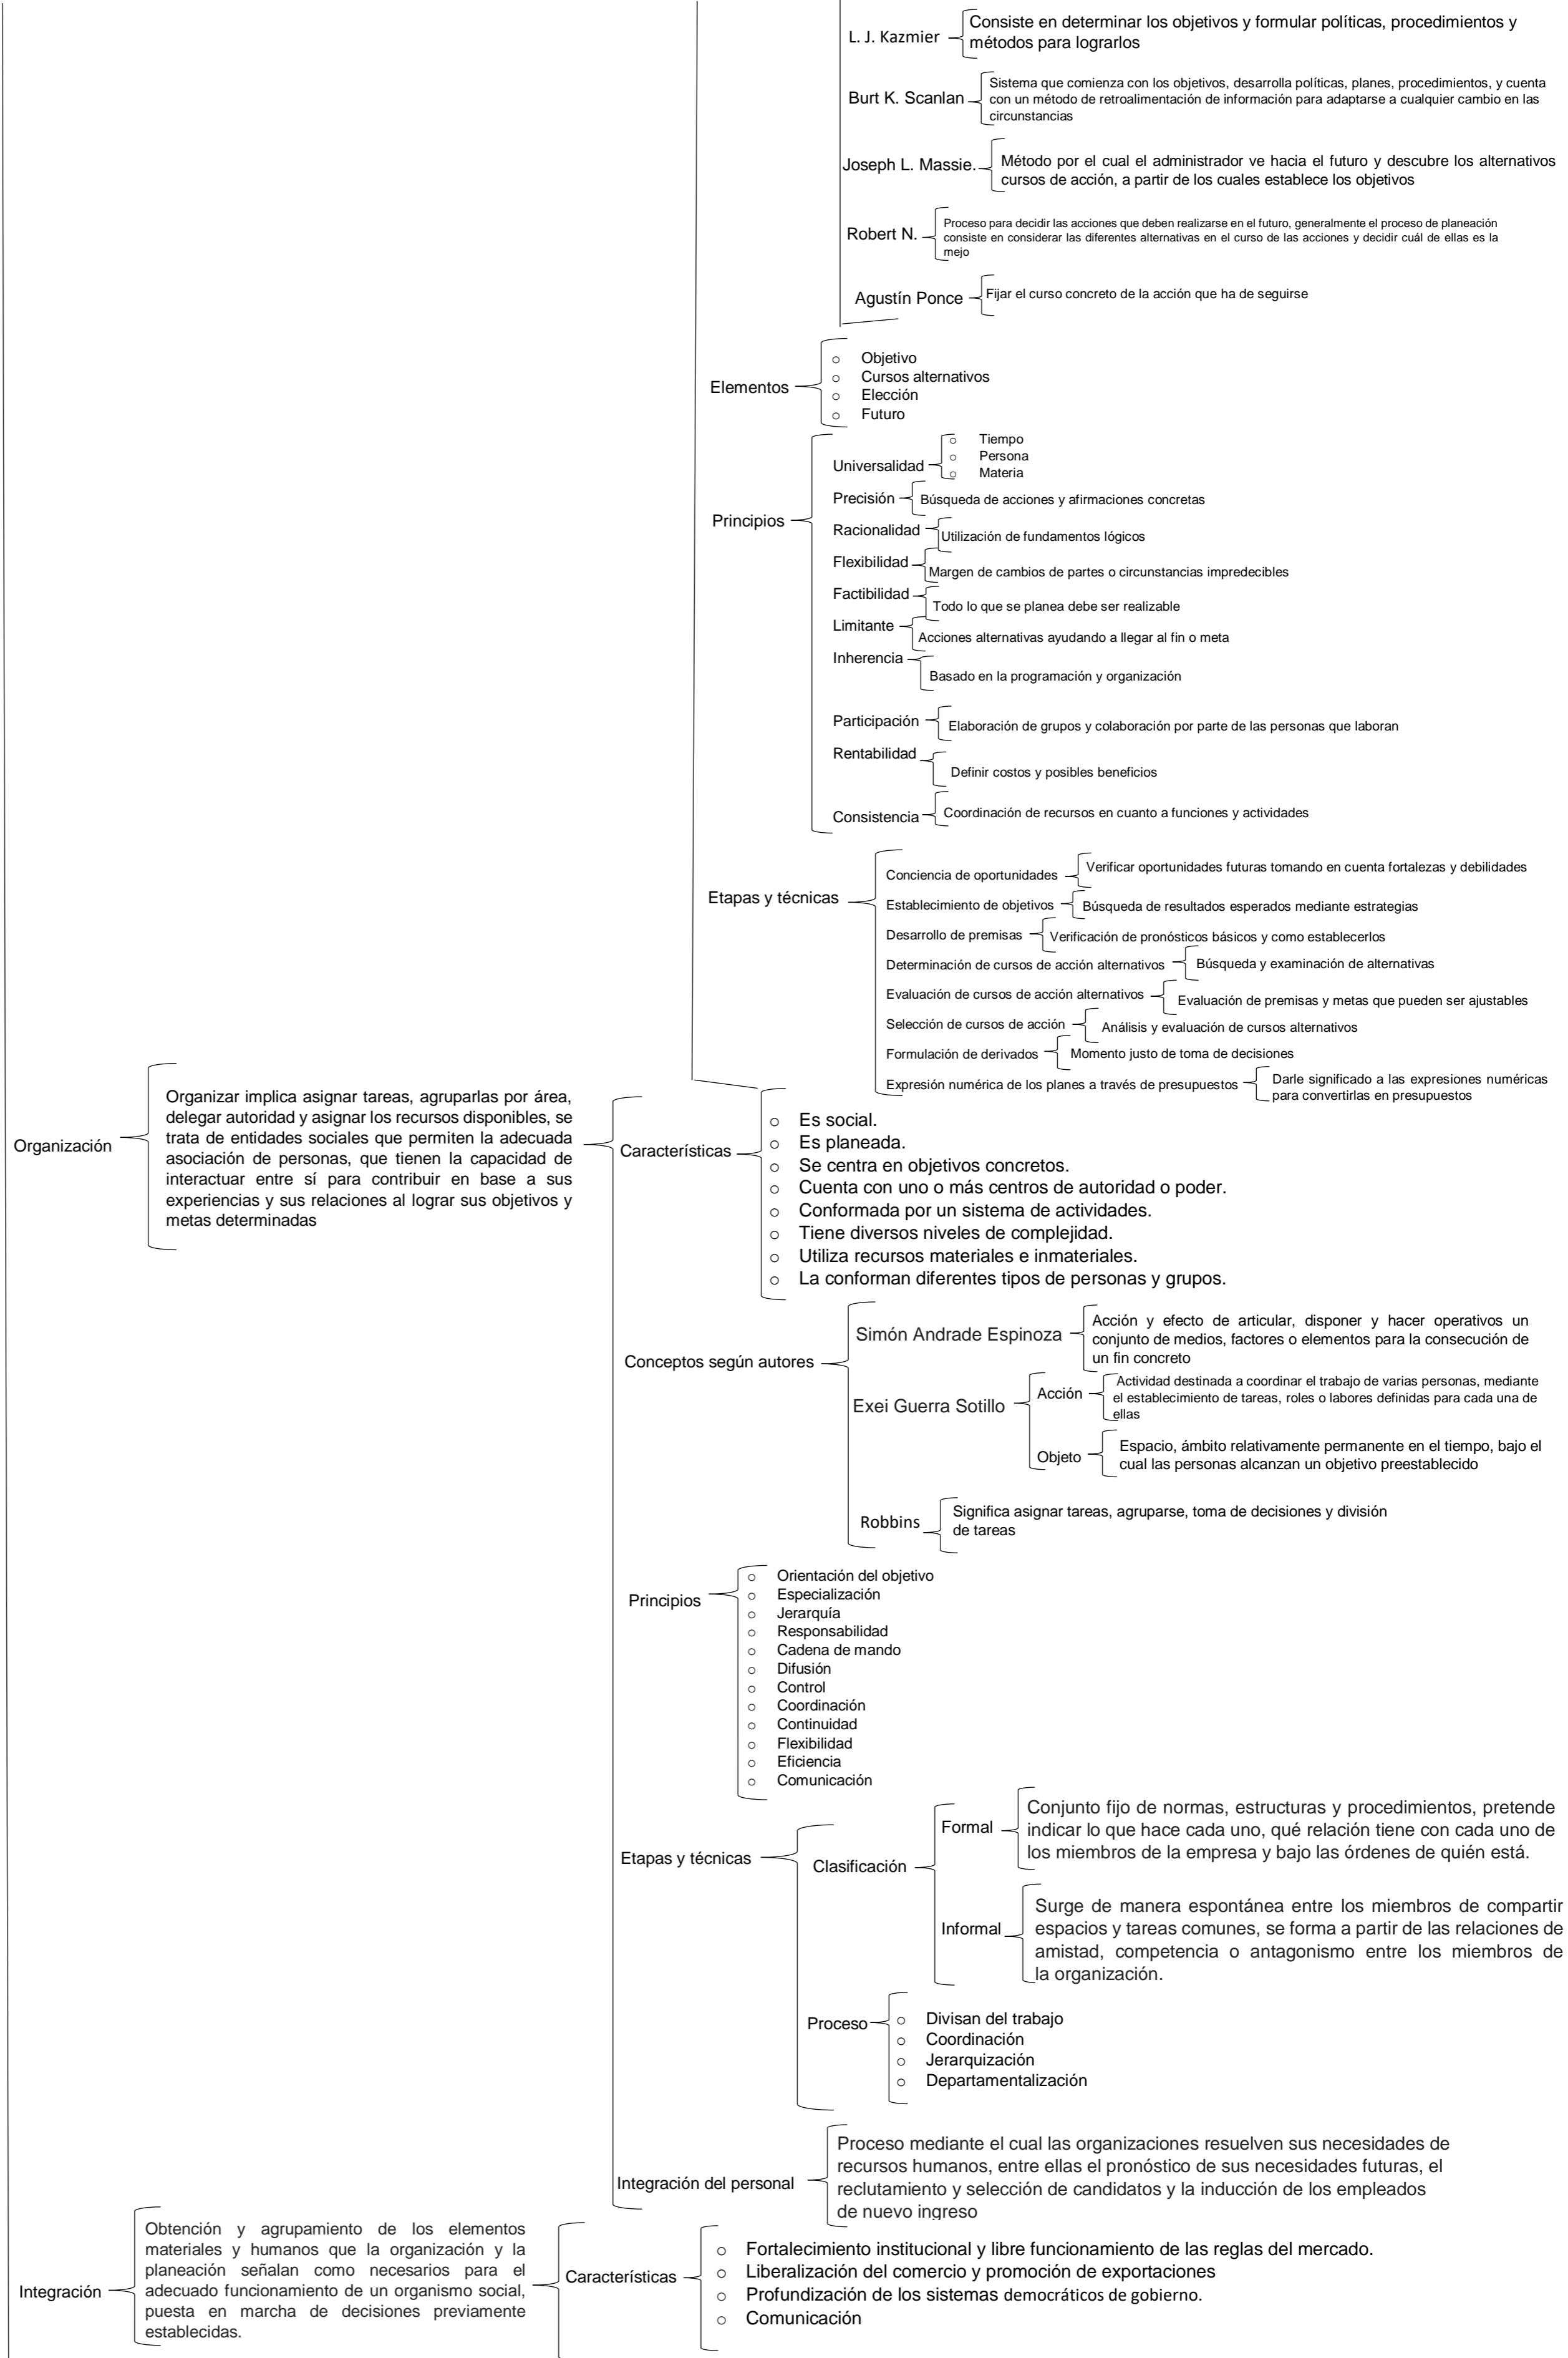 L. J. Kazmier
Consiste en determinar los objetivos y formular políticas, procedimientos y
métodos para lograrlos
Burt K. Scanlan
Sistema que comienza con los objetivos, desarrolla políticas, planes, procedimientos, y cuenta
con un método de retroalimentación de información para adaptarse a cualquier cambio en las
circunstancias
Joseph L. Massie.
Método por el cual el administrador ve hacia el futuro y descubre los alternativos
cursos de acción, a partir de los cuales establece los objetivos
Robert N.
Proceso para decidir las acciones que deben realizarse en el futuro, generalmente el proceso de planeación
consiste en considerar las diferentes alternativas en el curso de las acciones y decidir cuál de ellas es la
mejo
Agustín Ponce
Fijar el curso concreto de la acción que ha de seguirse
Elementos
o Objetivo
o Cursos alternativos
o Elección
o Futuro
Principios
Universalidad
o Tiempo
o Persona
o Materia
Precisión
Búsqueda de acciones y afirmaciones concretas
Racionalidad
Utilización de fundamentos lógicos
Flexibilidad
Margen de cambios de partes o circunstancias impredecibles
Factibilidad
Todo lo que se planea debe ser realizable
Limitante
Acciones alternativas ayudando a llegar al fin o meta
Inherencia
Basado en la programación y organización
Participación
Elaboración de grupos y colaboración por parte de las personas que laboran
Rentabilidad
Definir costos y posibles beneficios
Consistencia
Coordinación de recursos en cuanto a funciones y actividades
Etapas y técnicas
Conciencia de oportunidades
Verificar oportunidades futuras tomando en cuenta fortalezas y debilidades
Establecimiento de objetivos
Búsqueda de resultados esperados mediante estrategias
Desarrollo de premisas
Verificación de pronósticos básicos y como establecerlos
Determinación de cursos de acción alternativos
Búsqueda y examinación de alternativas
Evaluación de cursos de acción alternativos
Evaluación de premisas y metas que pueden ser ajustables
Selección de cursos de acción
Análisis y evaluación de cursos alternativos
Formulación de derivados
Momento justo de toma de decisiones
Expresión numérica de los planes a través de presupuestos
Darle significado a las expresiones numéricas
para convertirlas en presupuestos
Organización
Organizar implica asignar tareas, agruparlas por área,
delegar autoridad y asignar los recursos disponibles, se
trata de entidades sociales que permiten la adecuada
asociación de personas, que tienen la capacidad de
interactuar entre sí para contribuir en base a sus
experiencias y sus relaciones al lograr sus objetivos y
metas determinadas
Características
o Es social.
o Es planeada.
o Se centra en objetivos concretos.
o Cuenta con uno o más centros de autoridad o poder.
o Conformada por un sistema de actividades.
o Tiene diversos niveles de complejidad.
o Utiliza recursos materiales e inmateriales.
o La conforman diferentes tipos de personas y grupos.
Conceptos según autores
Simón Andrade Espinoza
Acción y efecto de articular, disponer y hacer operativos un
conjunto de medios, factores o elementos para la consecución de
un fin concreto
Exei Guerra Sotillo
Acción
Actividad destinada a coordinar el trabajo de varias personas, mediante
el establecimiento de tareas, roles o labores definidas para cada una de
ellas
Objeto
Espacio, ámbito relativamente permanente en el tiempo, bajo el
cual las personas alcanzan un objetivo preestablecido
Robbins
Significa asignar tareas, agruparse, toma de decisiones y división
de tareas
Principios
o Orientación del objetivo
o Especialización
o Jerarquía
o Responsabilidad
o Cadena de mando
o Difusión
o Control
o Coordinación
o Continuidad
o Flexibilidad
o Eficiencia
o Comunicación
Etapas y técnicas
Clasificación
Formal
Conjunto fijo de normas, estructuras y procedimientos, pretende
indicar lo que hace cada uno, qué relación tiene con cada uno de
los miembros de la empresa y bajo las órdenes de quién está.
Informal
Surge de manera espontánea entre los miembros de compartir
espacios y tareas comunes, se forma a partir de las relaciones de
amistad, competencia o antagonismo entre los miembros de
la organización.
Proceso
o Divisan del trabajo
o Coordinación
o Jerarquización
o Departamentalización
Integración del personal
Proceso mediante el cual las organizaciones resuelven sus necesidades de
recursos humanos, entre ellas el pronóstico de sus necesidades futuras, el
reclutamiento y selección de candidatos y la inducción de los empleados
de nuevo ingreso
Integración
Obtención y agrupamiento de los elementos
materiales y humanos que la organización y la
planeación señalan como necesarios para el
adecuado funcionamiento de un organismo social,
puesta en marcha de decisiones previamente
establecidas.
Características
o Fortalecimiento institucional y libre funcionamiento de las reglas del mercado.
o Liberalización del comercio y promoción de exportaciones
o Profundización de los sistemas democráticos de gobierno.
o Comunicación